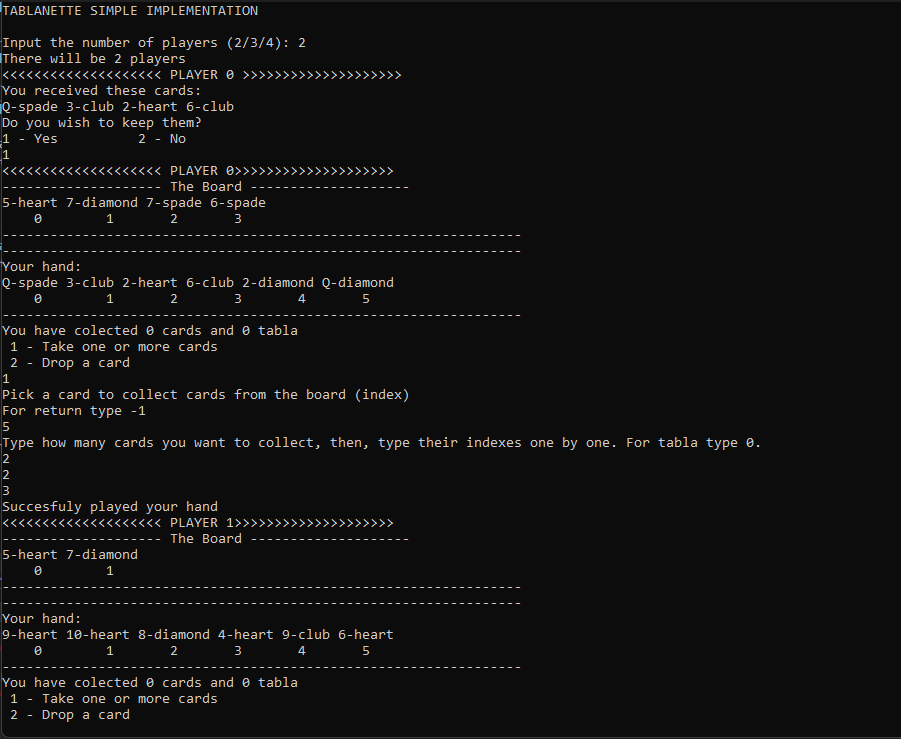 TABLANETTE SIMPLE IMPLEMENTATION
Input the number of players (2/3/4): 2
There will be 2 players
<<<<<<<<<<<<<<<<<<<< PLAYER 0 >>>>>>>>>>>>>>>>>>>>
You received these cards:
Q-spade 3-club 2-heart 6-club
Do you wish to keep them?
1 - Yes          2 - No
1
<<<<<<<<<<<<<<<<<<<< PLAYER 0>>>>>>>>>>>>>>>>>>>>
-------------------- The Board --------------------
5-heart 7-diamond 7-spade 6-spade
    0        1       2       3
-----------------------------------------------------------------
-----------------------------------------------------------------
Your hand:
Q-spade 3-club 2-heart 6-club 2-diamond Q-diamond
    0        1       2       3       4       5
-----------------------------------------------------------------
You have colected 0 cards and 0 tabla
 1 - Take one or more cards
 2 - Drop a card
1
Pick a card to collect cards from the board (index)
For return type -1
5
Type how many cards you want to collect, then, type their indexes one by one. For tabla type 0.
2
2
3
Succesfuly played your hand
<<<<<<<<<<<<<<<<<<<< PLAYER 1>>>>>>>>>>>>>>>>>>>>
-------------------- The Board --------------------
5-heart 7-diamond
    0        1
-----------------------------------------------------------------
-----------------------------------------------------------------
Your hand:
9-heart 10-heart 8-diamond 4-heart 9-club 6-heart
    0        1       2       3       4       5
-----------------------------------------------------------------
You have colected 0 cards and 0 tabla
 1 - Take one or more cards
 2 - Drop a card